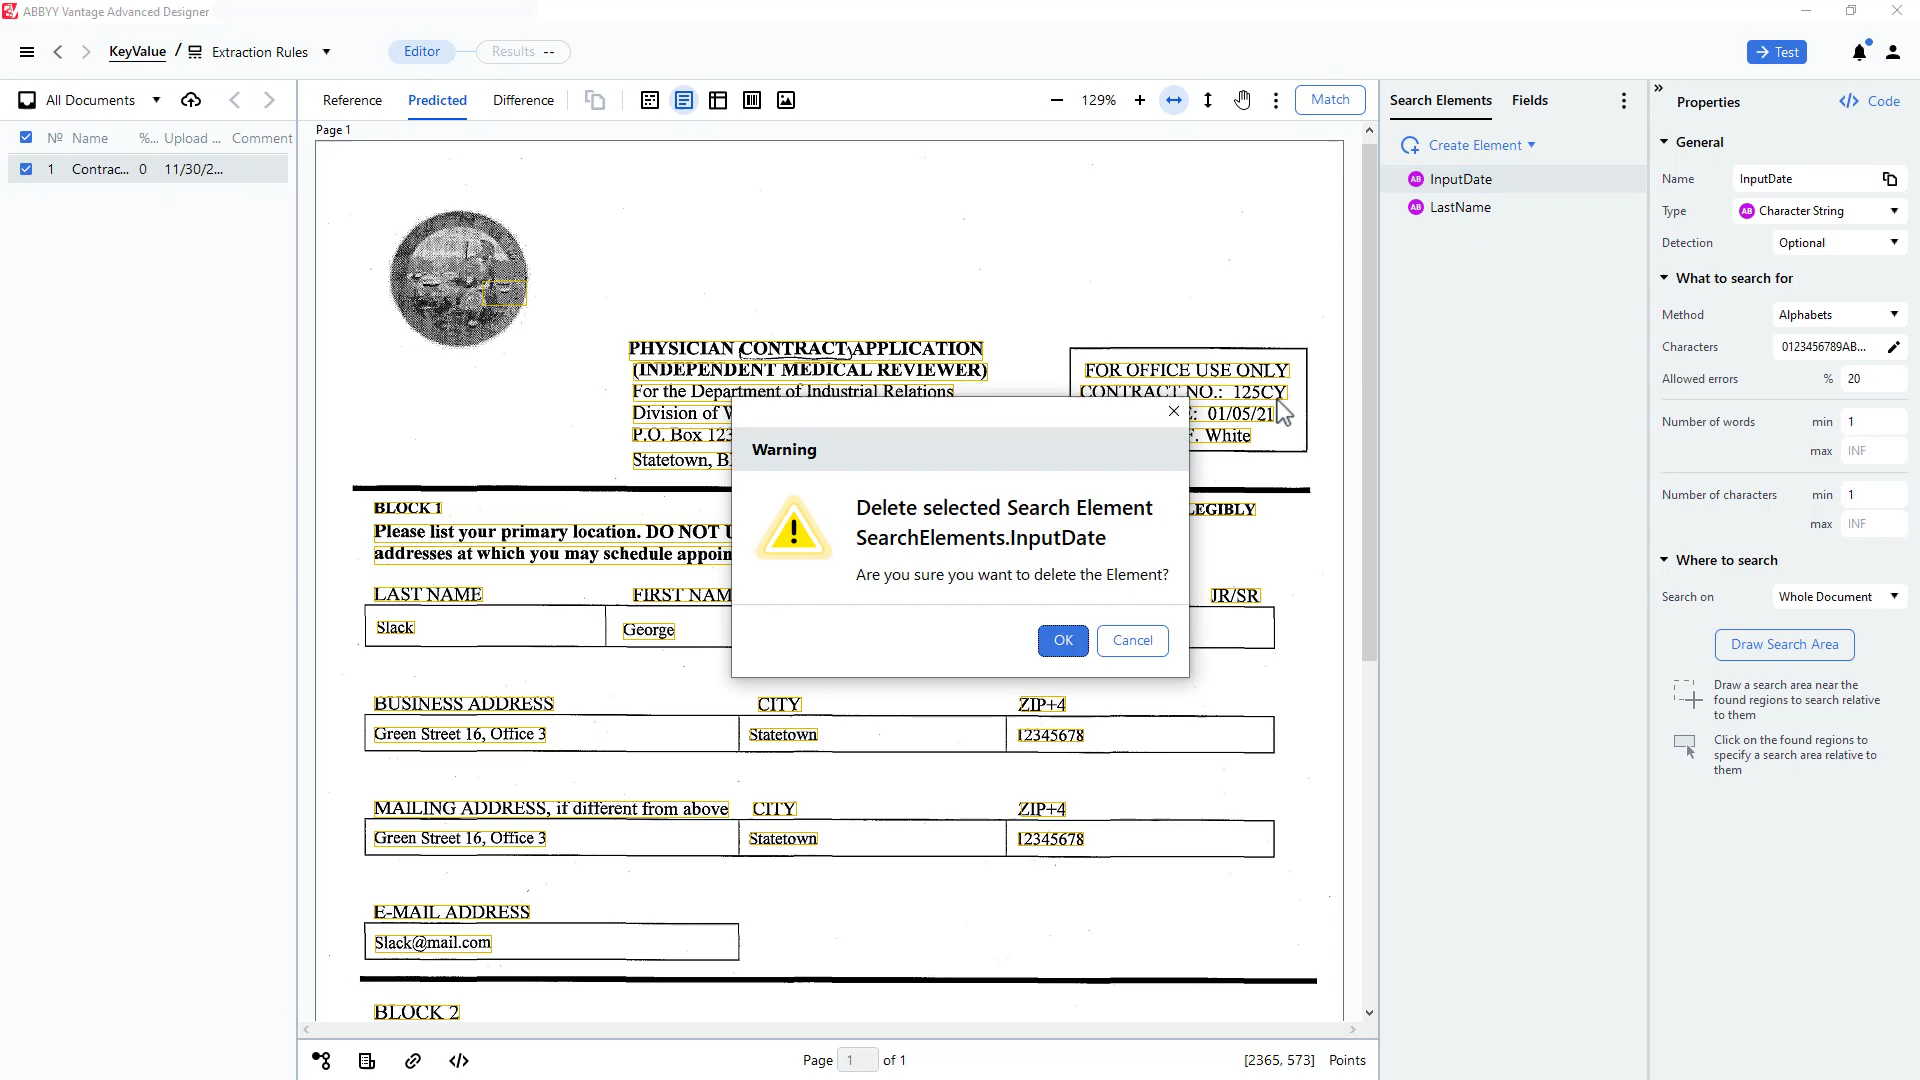 ABBYY Vantage Advanced Designer
KeyValue / Extraction Rules
Editor
Results --
Test
All Documents
Reference
Predicted
Difference
129%
Match
Search Elements
Fields
Properties
Code
№ Name %... Upload ... Comment
1 Contrac... 0 11/30/2...
Page 1
PHYSICIAN CONTRACT APPLICATION
(INDEPENDENT MEDICAL REVIEWER)
For the Department of Industrial Relations
Division of W
P.O. Box 123
Statetown, B
FOR OFFICE USE ONLY
CONTRACT NO.: 125CY
: 01/05/21
F. White
BLOCK 1
LEGIBLY
Please list your primary location. DO NOT U
addresses at which you may schedule appoin
LAST NAME
FIRST NAM
JR/SR
Slack
George
BUSINESS ADDRESS
CITY
ZIP+4
Green Street 16, Office 3
Statetown
12345678
MAILING ADDRESS, if different from above
CITY
ZIP+4
Green Street 16, Office 3
Statetown
12345678
E-MAIL ADDRESS
Slack@mail.com
BLOCK 2
Warning
Delete selected Search Element
SearchElements.InputDate
Are you sure you want to delete the Element?
OK
Cancel
Create Element
AB InputDate
AB LastName
General
Name InputDate
Type AB Character String
Detection Optional
What to search for
Method Alphabets
Characters 0123456789AB...
Allowed errors % 20
Number of words min 1
max INF
Number of characters min 1
max INF
Where to search
Search on Whole Document
Draw Search Area
Draw a search area near the
found regions to search relative
to them
Click on the found regions to
specify a search area relative to
them
Page 1 of 1
[2365, 573] Points